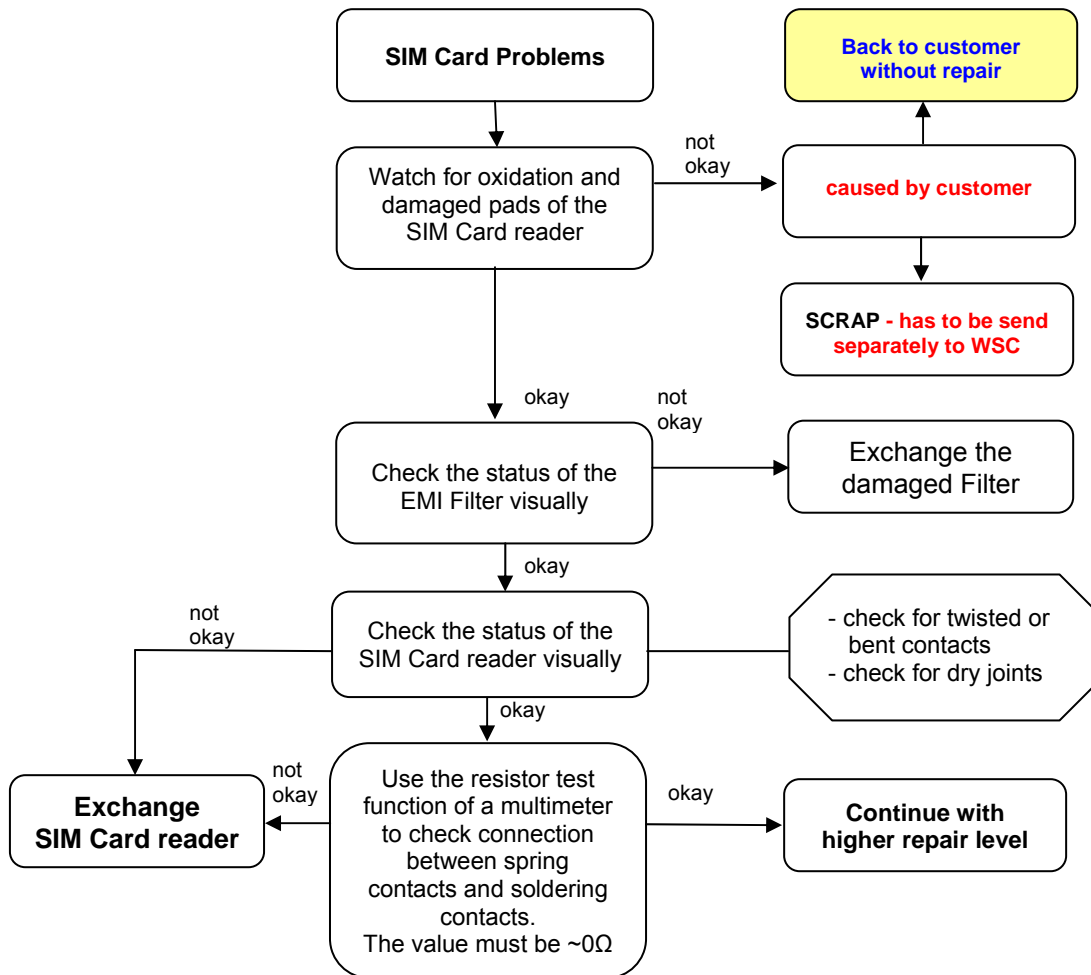 SIM Card Problems
Back to customer
without repair
not
okay
Watch for oxidation and
damaged pads of the
SIM Card reader
caused by customer
SCRAP - has to be send
separately to WSC
okay
not
okay
Check the status of the
EMI Filter visually
Exchange the
damaged Filter
okay
not
okay
Check the status of the
SIM Card reader visually
- check for twisted or
bent contacts
- check for dry joints
okay
Exchange
SIM Card reader
not
okay
Use the resistor test
function of a multimeter
to check connection
between spring
contacts and soldering
contacts.
The value must be ~0Ω
okay
Continue with
higher repair level